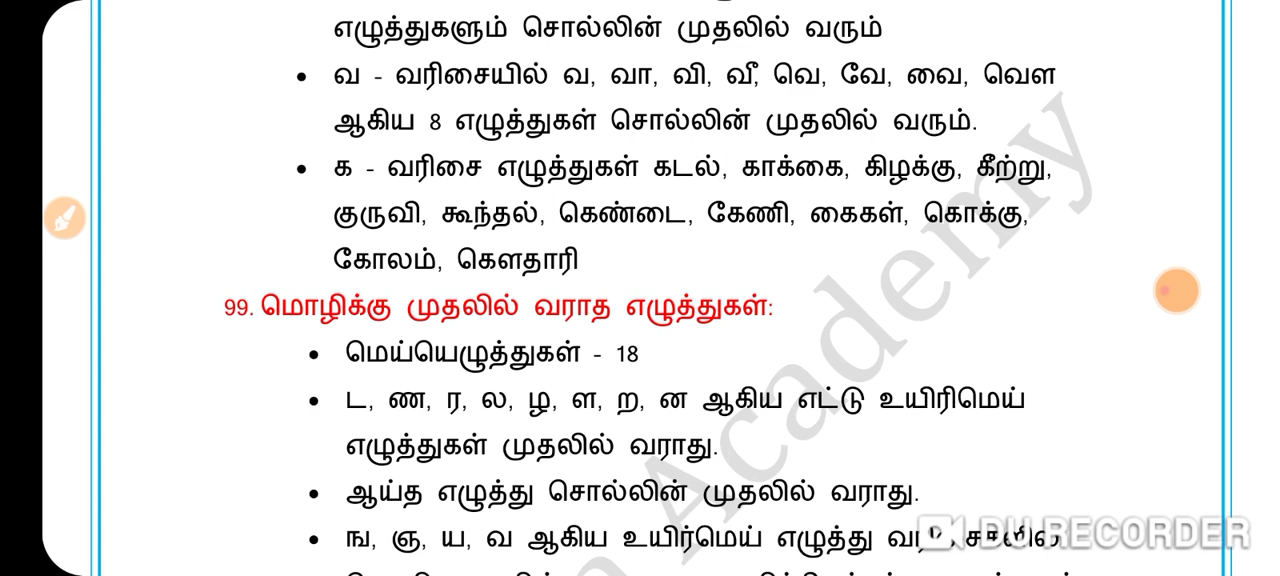 எழுத்துகளும் சொல்லின் முதலில் வரும்
• வ - வரிசையில் வ, வா, வி, வீ, வெ, வே, வை, வௌ
ஆகிய 8 எழுத்துகள் சொல்லின் முதலில் வரும்.
• க - வரிசை எழுத்துகள் கடல், காக்கை, கிழக்கு, கீற்று,
குருவி, கூந்தல், கெண்டை, கேணி, கைகள், கொக்கு,
கோலம், கௌதாரி
99. மொழிக்கு முதலில் வராத எழுத்துகள்:
• மெய்யெழுத்துகள் - 18
• ட, ண, ர, ல, ழ, ள, ற, ன ஆகிய எட்டு உயிரிமெய்
எழுத்துகள் முதலில் வராது.
• ஆய்த எழுத்து சொல்லின் முதலில் வராது.
• ங, ஞ, ய, வ ஆகிய உயிர்மெய் எழுத்து
Academy
DU RECORDER